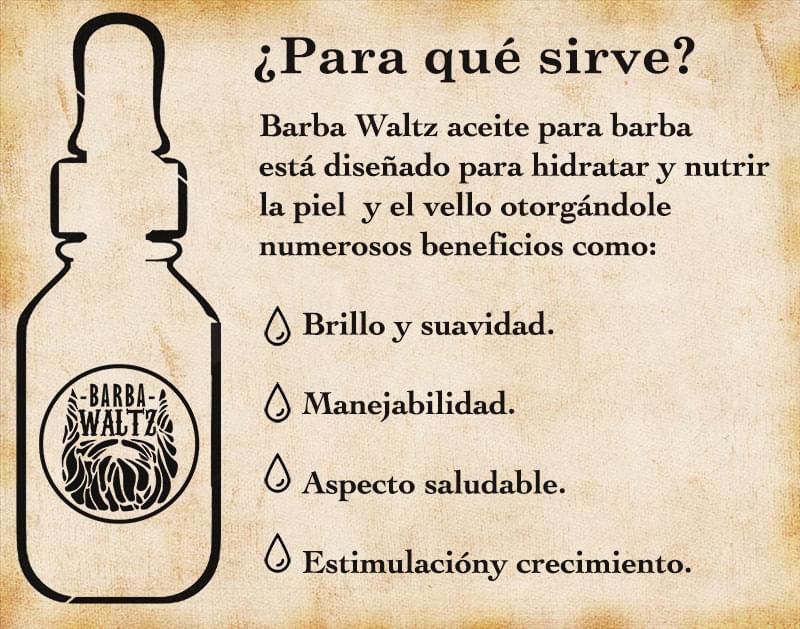 ¿Para qué sirve?
Barba Waltz aceite para barba
está diseñado para hidratar y nutrir
la piel y el vello otorgándole
numerosos beneficios como:
Brillo y suavidad.
Manejabilidad.
Aspecto saludable.
Estimulacióny crecimiento.
-BARBA-
WALTZ